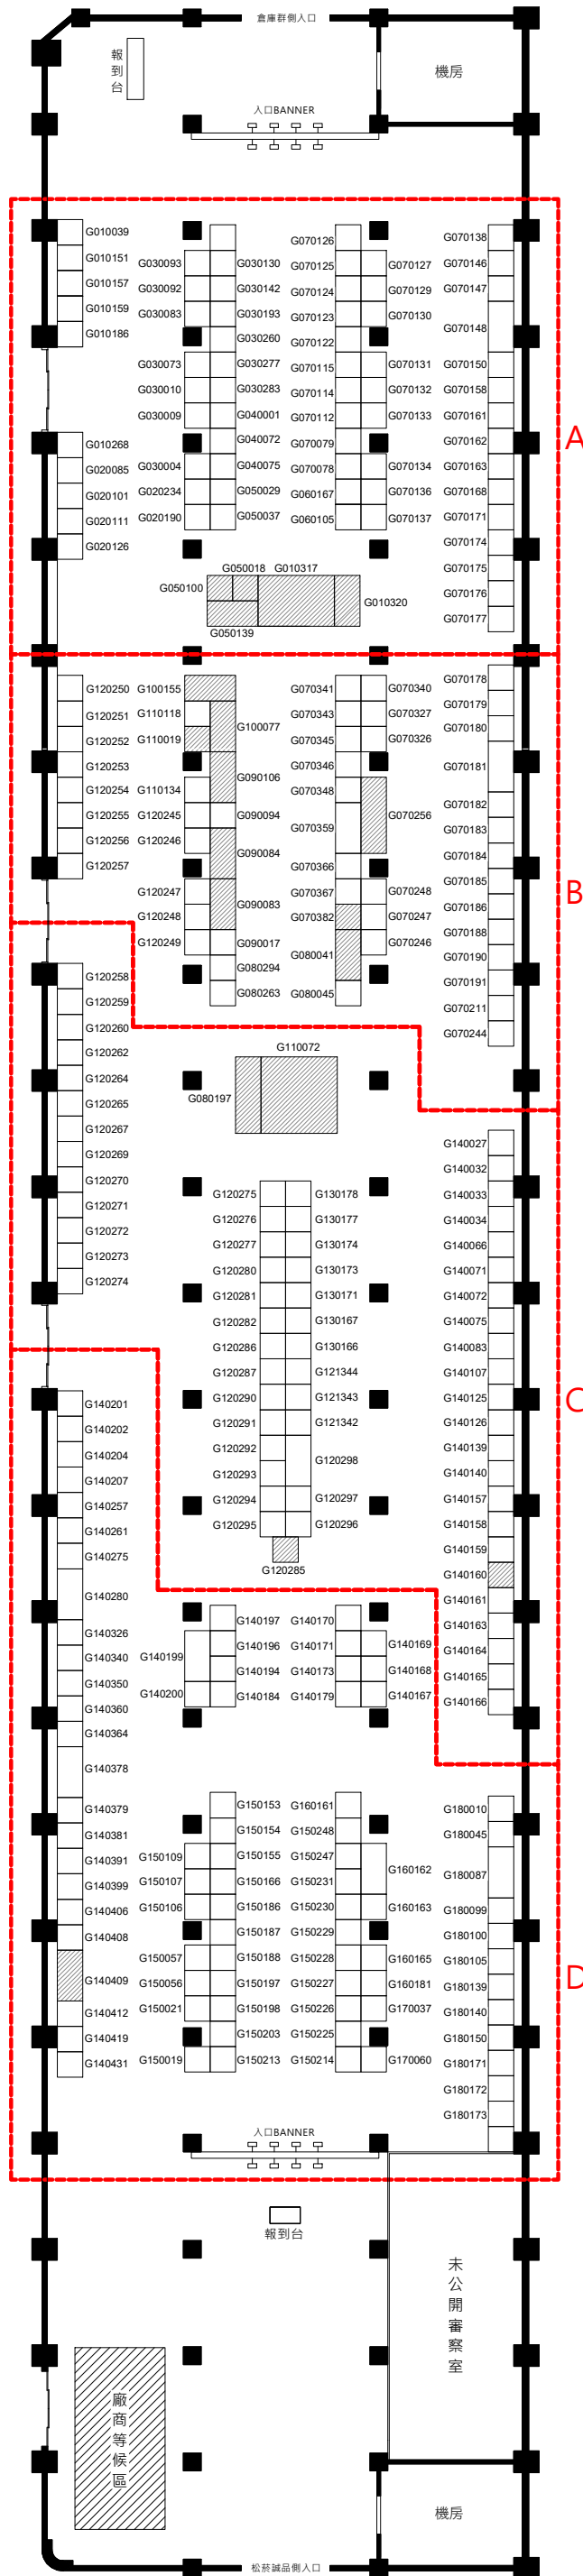 倉庫群側入口
報到台
機房
入口BANNER
G010039
G010151
G010157
G010159
G010186
G010268
G020085
G020101
G020111
G020126
G030093
G030092
G030083
G030073
G030010
G030009
G030004
G020234
G020190
G030130
G030142
G030193
G030260
G030277
G030283
G040001
G040072
G040075
G050029
G050037
G070126
G070125
G070124
G070123
G070122
G070115
G070114
G070112
G070079
G070078
G060167
G060105
G070127
G070129
G070130
G070131
G070132
G070133
G070134
G070136
G070137
G070138
G070146
G070147
G070148
G070150
G070158
G070161
G070162
G070163
G070168
G070171
G070174
G070175
G070176
G070177
A
G050018
G010317
G050100
G010320
G050139
G120250
G120251
G120252
G120253
G120254
G120255
G120256
G120257
G100155
G110118
G110019
G110134
G120245
G120246
G120247
G120248
G120249
G100077
G090106
G090094
G090084
G090083
G090017
G080294
G080263
G070341
G070343
G070345
G070346
G070348
G070359
G070366
G070367
G070382
G080041
G080045
G070340
G070327
G070326
G070256
G070248
G070247
G070246
G070178
G070179
G070180
G070181
G070182
G070183
G070184
G070185
G070186
G070188
G070190
G070191
G070211
G070244
B
G120258
G120259
G120260
G120262
G120264
G120265
G120267
G120269
G120270
G120271
G120272
G120273
G120274
G110072
G080197
G120275
G120276
G120277
G120280
G120281
G120282
G120286
G120287
G120290
G120291
G120292
G120293
G120294
G120295
G130178
G130177
G130174
G130173
G130171
G130167
G130166
G121344
G121343
G121342
G120298
G120297
G120296
G120285
G140027
G140032
G140033
G140034
G140066
G140071
G140072
G140075
G140083
G140107
G140125
G140126
G140139
G140140
G140157
G140158
G140159
G140160
G140161
G140163
G140164
G140165
G140166
C
G140201
G140202
G140204
G140207
G140257
G140261
G140275
G140280
G140326
G140340
G140350
G140360
G140364
G140378
G140379
G140381
G140391
G140399
G140406
G140408
G140409
G140412
G140419
G140431
G140199
G140200
G140197
G140196
G140194
G140184
G140170
G140171
G140173
G140179
G140169
G140168
G140167
G150109
G150107
G150106
G150057
G150056
G150021
G150019
G150153
G150154
G150155
G150166
G150186
G150187
G150188
G150197
G150198
G150203
G150213
G160161
G150248
G150247
G150231
G150230
G150229
G150228
G150227
G150226
G150225
G150214
G160162
G160163
G160165
G160181
G170037
G170060
G180010
G180045
G180087
G180099
G180100
G180105
G180139
G180140
G180150
G180171
G180172
G180173
D
入口BANNER
報到台
未公開審察室
廠商等候區
機房
松菸誠品側入口